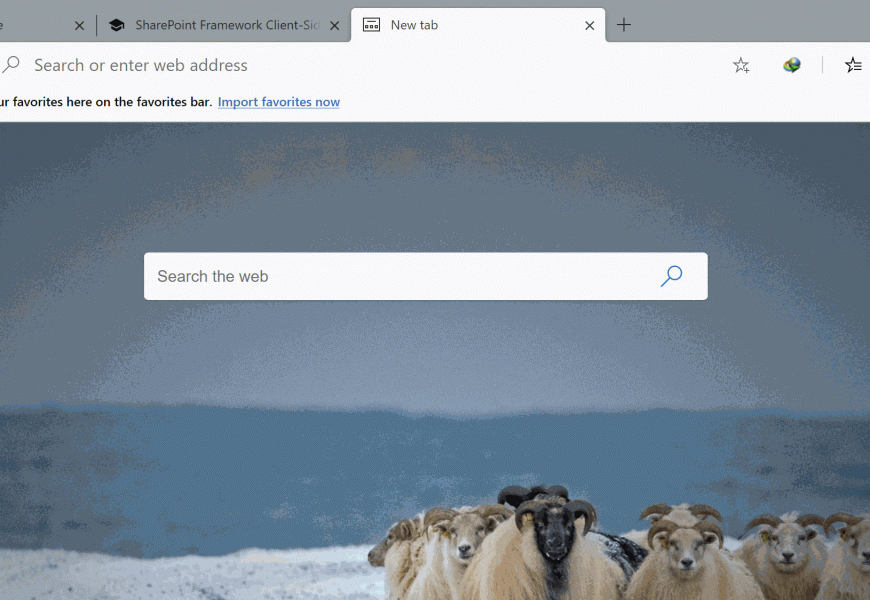 e
SharePoint Framework Client-Sid
New tab
Search or enter web address
ur favorites here on the favorites bar. Import favorites now
Search the web